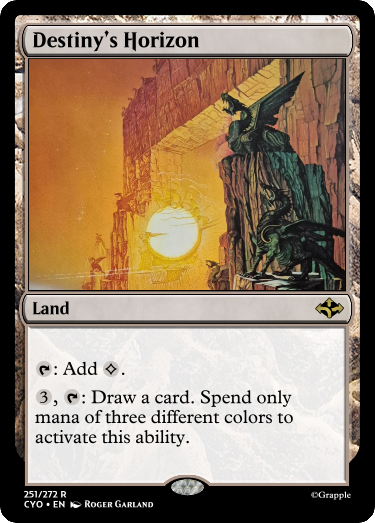 Destiny's Horizon
Land
: Add .
3, : Draw a card. Spend only
mana of three different colors to
activate this ability.
251/272 R
CYO • EN Roger Garland
©Grapple